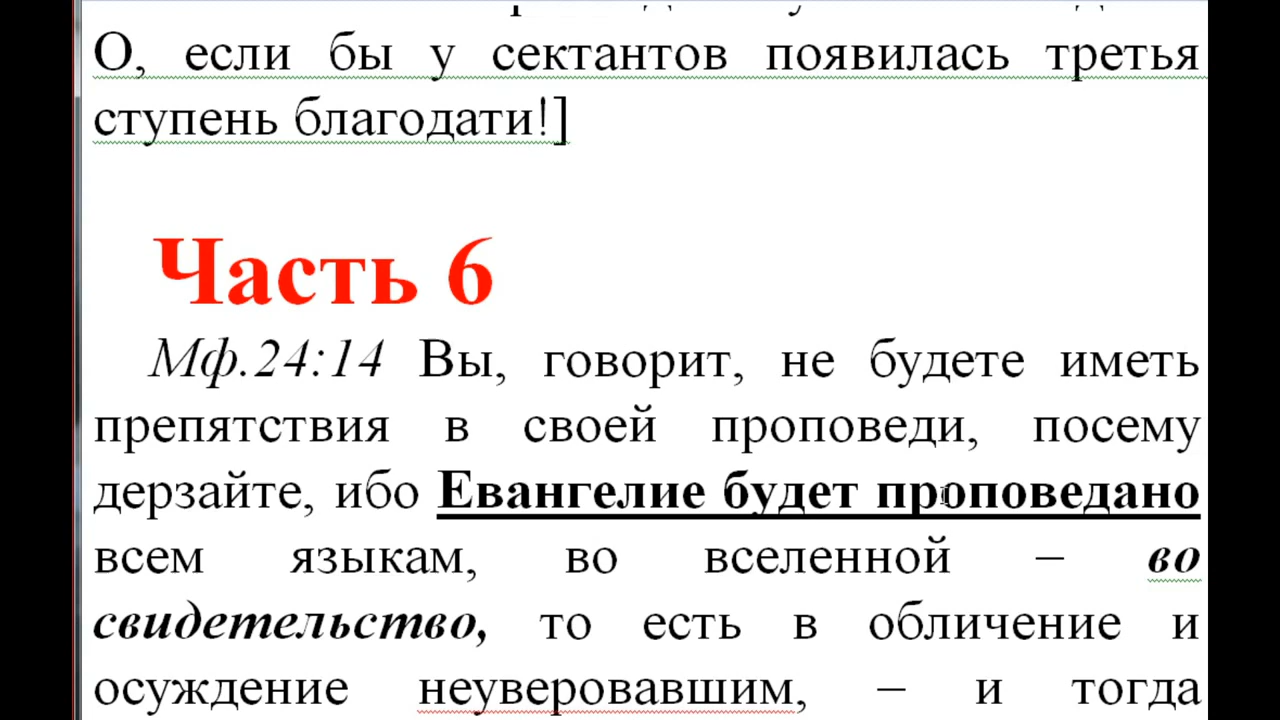 О, если бы у сектантов появилась третья
ступень благодати!]
Часть 6
Мф.24:14 Вы, говорит, не будете иметь
препятствия в своей проповеди, посему
дерзайте, ибо Евангелие будет проповедано
всем языкам, во вселенной – во
свидетельство, то есть в обличение и
осуждение неуверовавшим, – и тогда